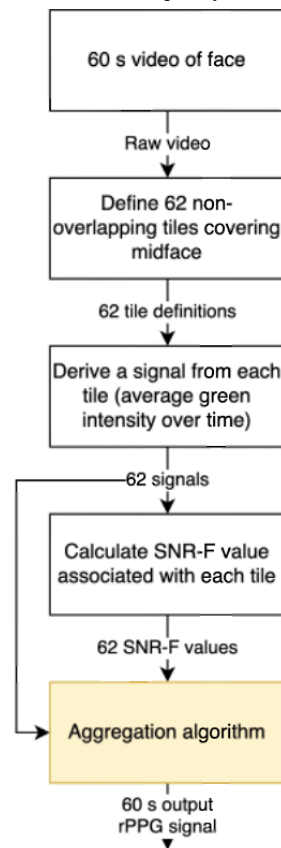 60 s video of face
Raw video
Define 62 non-
overlapping tiles covering
midface
62 tile definitions
Derive a signal from each
tile (average green
intensity over time)
62 signals
Calculate SNR-F value
associated with each tile
62 SNR-F values
Aggregation algorithm
60 s output
rPPG signal